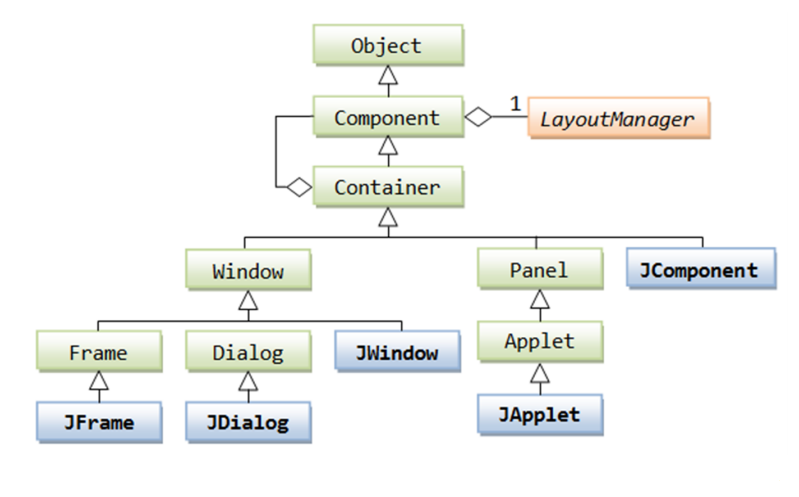 Object
Component
1
LayoutManager
Container
Window
Panel
JComponent
Frame
Dialog
JWindow
Applet
JFrame
JDialog
JApplet